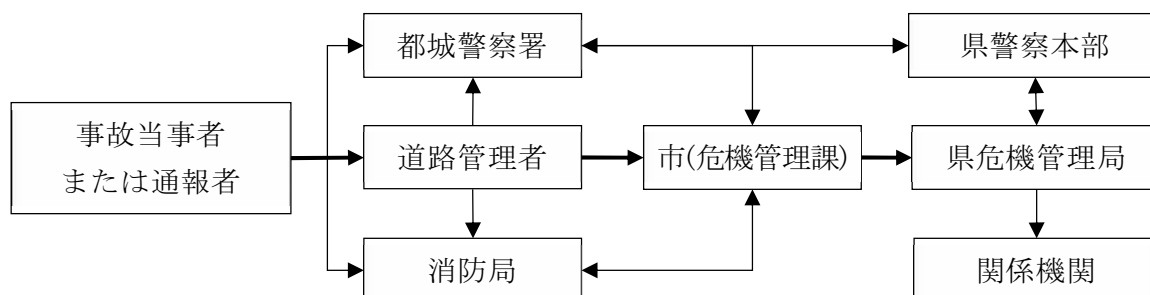 都城警察署
県警察本部
事故当事者
または通報者
道路管理者
市(危機管理課)
県危機管理局
消防局
関係機関